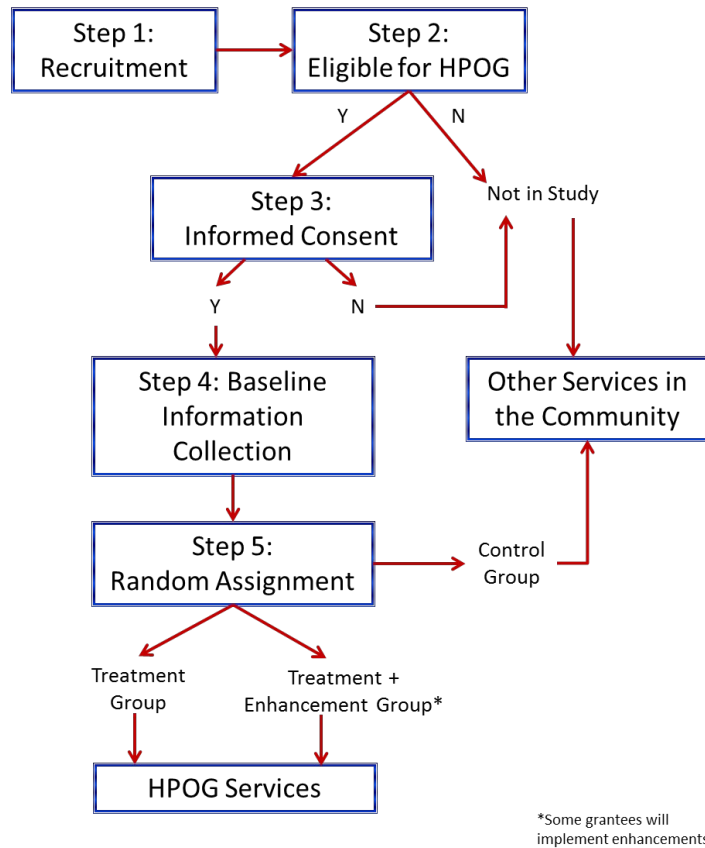 Step 1:
Recruitment
Step 2:
Eligible for HPOG
Y
N
Step 3:
Informed Consent
Not in Study
Y
N
Step 4: Baseline
Information
Collection
Other Services in
the Community
Step 5:
Random Assignment
Control
Group
Treatment
Group
Treatment +
Enhancement Group*
HPOG Services
*Some grantees will
implement enhancements